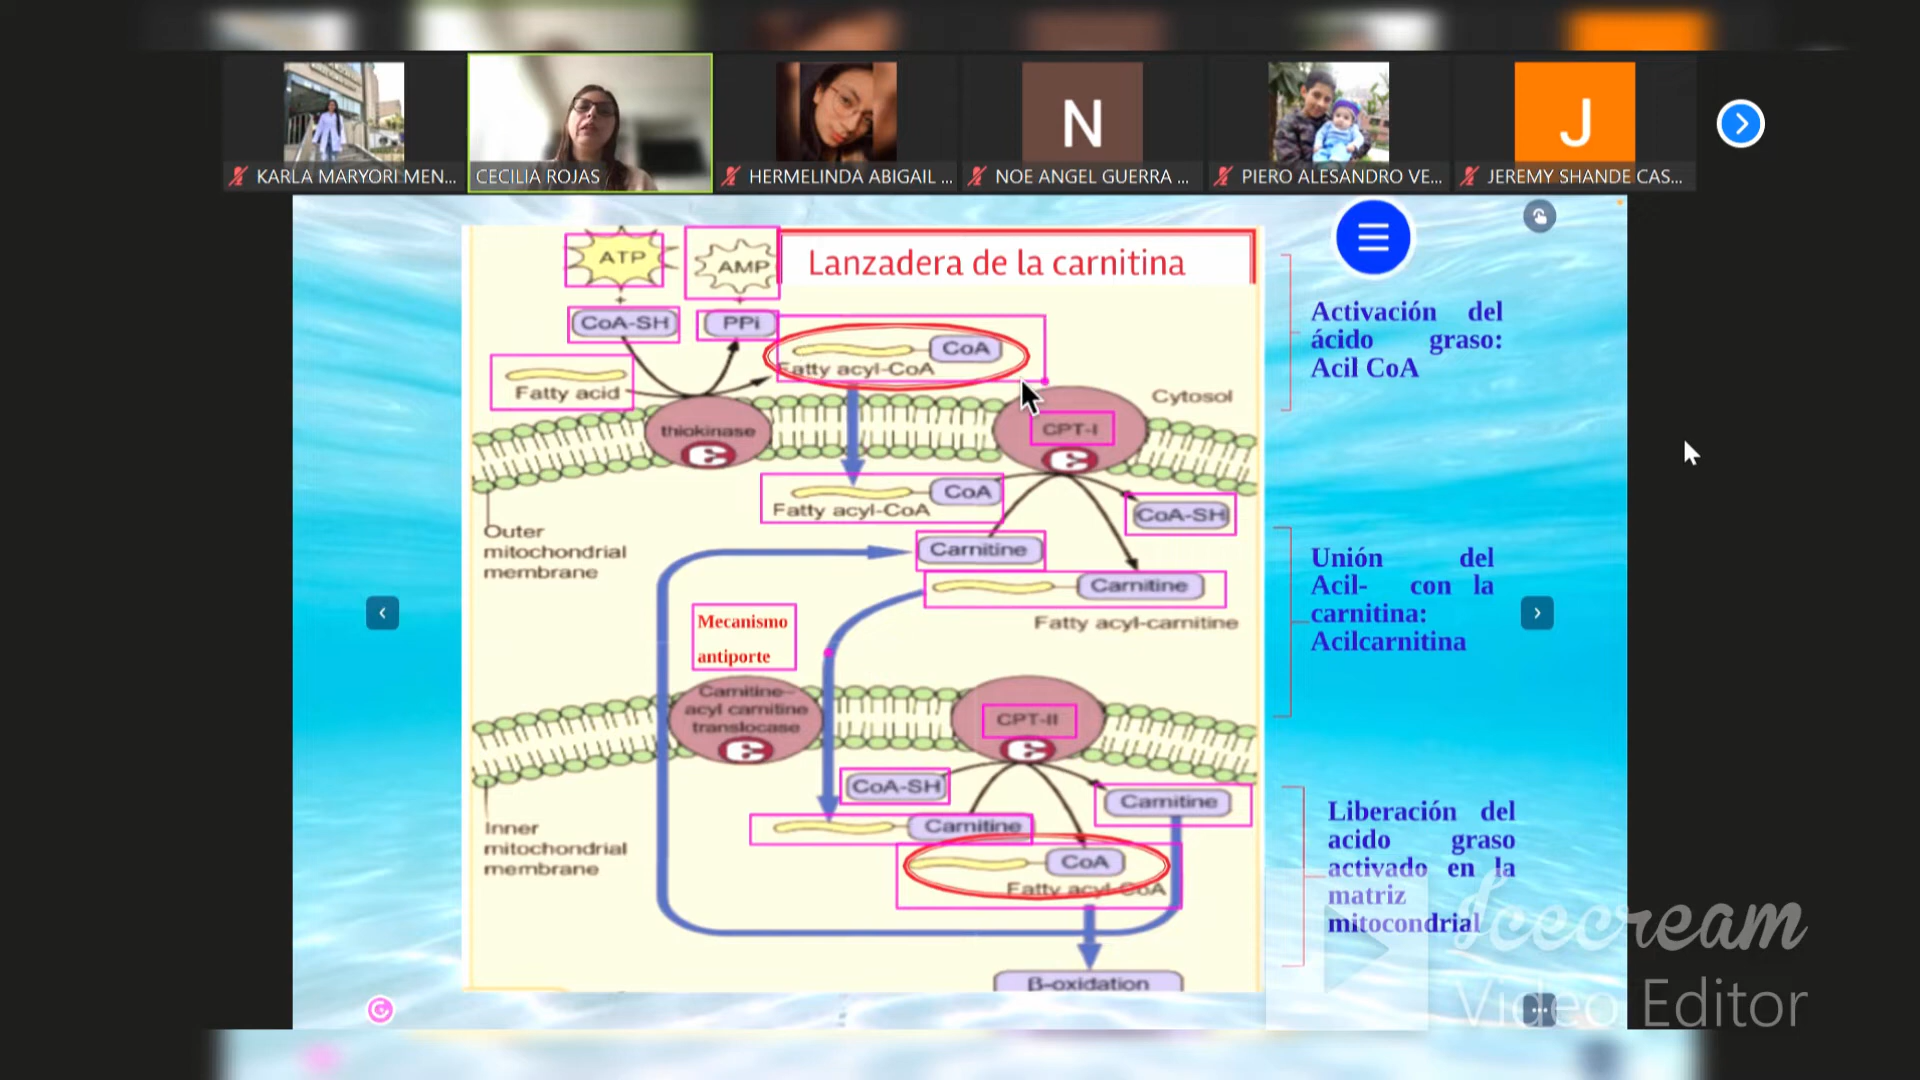 KARLA MARYORI MEN...
CECILIA ROJAS
HERMELINDA ABIGAIL ...
N
NOE ANGEL GUERRA ...
PIERO ALESANDRO VE...
J
JEREMY SHANDE CAS...
Lanzadera de la carnitina
ATP
AMP
+
+
CoA-SH
PPi
CoA
Fatty acyl-CoA
Fatty acid
Cytosol
thiokinase
CPT-I
CoA
Fatty acyl-CoA
CoA-SH
Outer
mitochondrial
membrane
Carnitine
Carnitine
Fatty acyl-carnitine
Mecanismo
antiporte
Carnitine-
acyl carnitine
translocase
CPT-II
CoA-SH
Carnitine
Carnitine
Inner
mitochondrial
membrane
CoA
Fatty acyl-CoA
β-oxidation
Activación del
ácido graso:
Acil CoA
Unión del
Acil- con la
carnitina:
Acilcarnitina
Liberación del
acido graso
activado en la
matriz
mitocondrial
Icecream
Video Editor